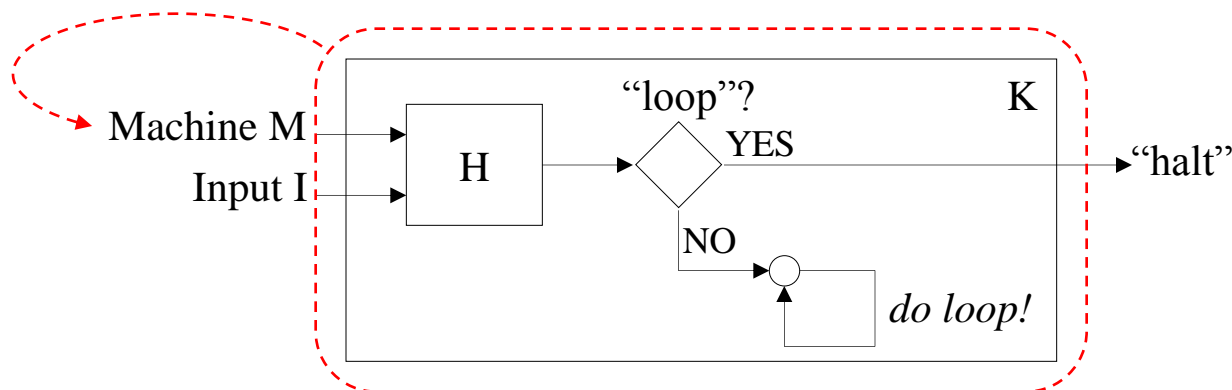 “loop”?
K
Machine M
YES
H
“halt”
Input I
NO
do loop!